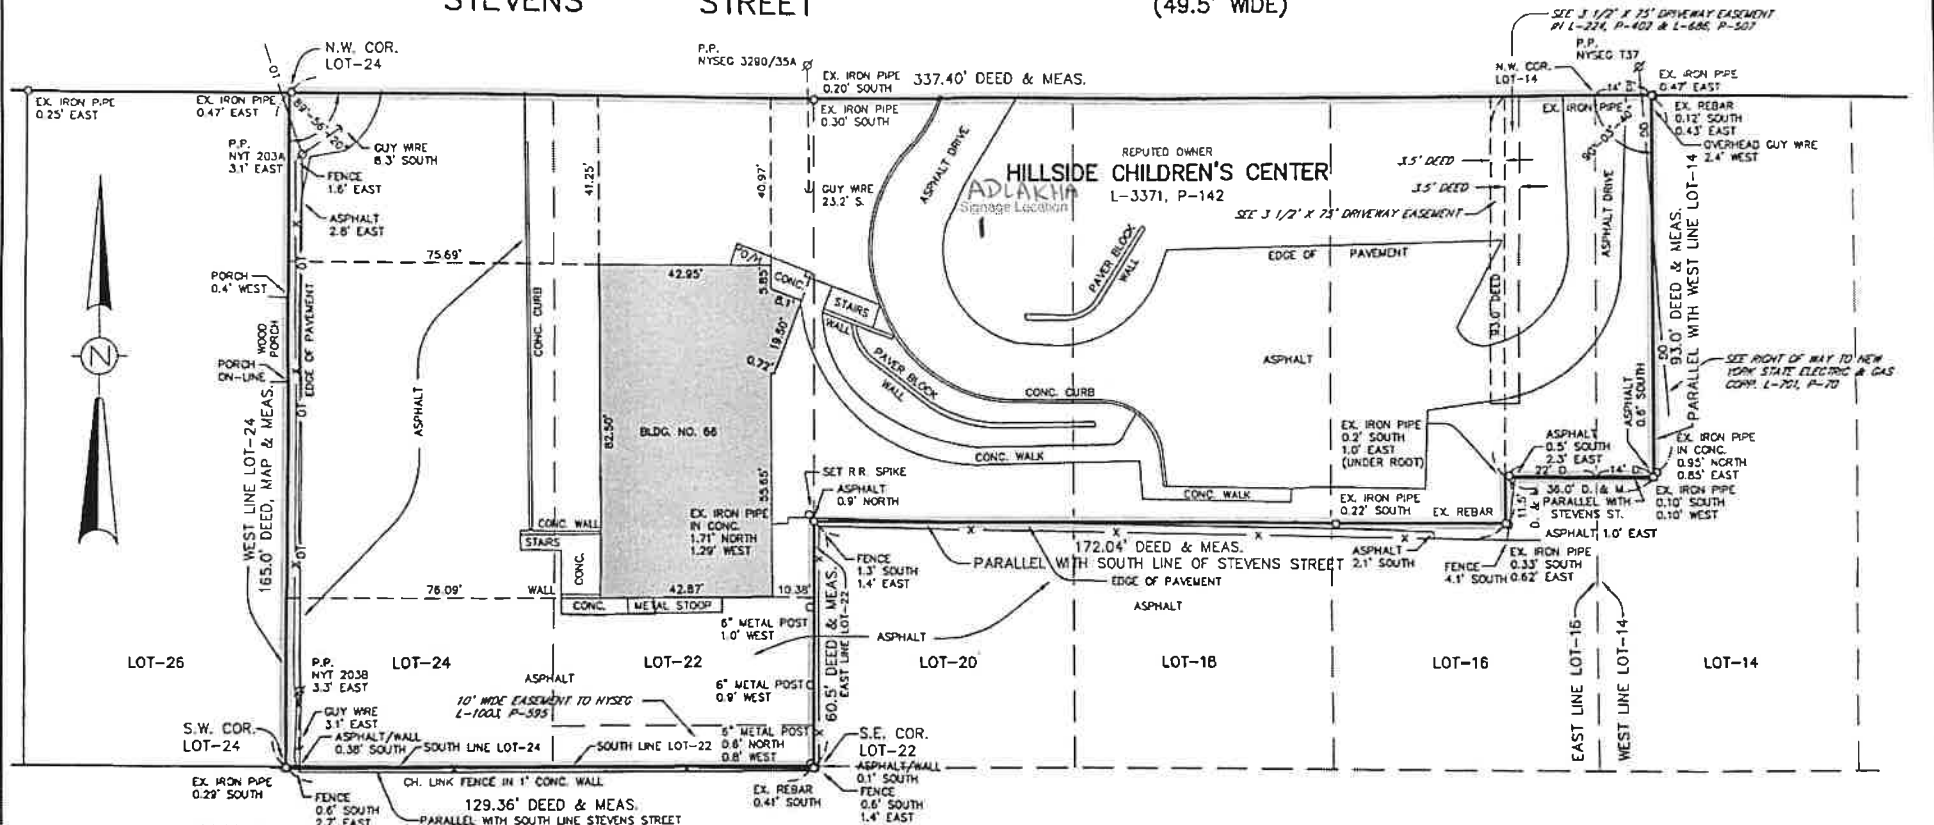 STEVENS STREET (49.5' WIDE)
SEE 3 1/2' X 75' DRIVEWAY EASEMENT
IN L-224, P-402 & L-686, P-507
N.W. COR.
LOT-24
P.P.
NYSEG 3280/35A
EX. IRON PIPE
0.20' SOUTH
337.40' DEED & MEAS.
P.P.
NYSEG T37
N.W. COR.
LOT-14
14' D.
EX. IRON PIPE
0.47' EAST
EX. IRON PIPE
0.25' EAST
EX. IRON PIPE
0.47' EAST
EX. IRON PIPE
0.30' SOUTH
EX. IRON PIPE
EX. REBAR
0.12' SOUTH
0.43' EAST
OVERHEAD GUY WIRE
2.4' WEST
89°-56'-20"
90°-03'-40"
P.P.
NYT 203A
3.1' EAST
GUY WIRE
8.3' SOUTH
FENCE
1.6' EAST
ASPHALT
2.8' EAST
41.25'
40.97'
GUY WIRE
23.2' S.
ASPHALT DRIVE
REPUTED OWNER
HILLSIDE CHILDREN'S CENTER
L-3371, P-142
ADLAKHA
Signage Location
3.5' DEED
3.5' DEED
SEE 3 1/2' X 75' DRIVEWAY EASEMENT
ASPHALT DRIVE
93.0' DEED & MEAS.
PARALLEL WITH WEST LINE LOT-14
PORCH
0.4' WEST
75.69'
42.95'
5.85'
O/H
CONC.
8.1'
19.50'
0.72'
STAIRS
WALL
PAVER BLOCK
WALL
PAVER BLOCK
WALL
EDGE OF PAVEMENT
93.0' DEED
ASPHALT
WOOD
PORCH
EDGE OF PAVEMENT
PORCH
ON-LINE
CONC. CURB
ASPHALT
CONC. CURB
SEE RIGHT OF WAY TO NEW
YORK STATE ELECTRIC & GAS
CORP. L-701, P-70
WEST LINE LOT-24
165.0' DEED, MAP & MEAS.
82.50'
BLDG. NO. 66
55.65'
CONC. WALK
CONC. WALK
EX. IRON PIPE
0.2' SOUTH
1.0' EAST
(UNDER ROOT)
ASPHALT
0.5' SOUTH
2.3' EAST
ASPHALT
0.6' SOUTH
EX. IRON PIPE
IN CONC.
0.95' NORTH
0.85' EAST
22' D.
14' D.
36.0' D. & M.
PARALLEL WITH
STEVENS ST.
EX. IRON PIPE
0.10' SOUTH
0.10' WEST
11.5'
D. & M.
SET R.R. SPIKE
ASPHALT
0.9' NORTH
EX. IRON PIPE
IN CONC.
1.71' NORTH
1.29' WEST
EX. IRON PIPE
0.22' SOUTH
EX. REBAR
ASPHALT 1.0' EAST
CONC. WALL
STAIRS
CONC.
FENCE
1.3' SOUTH
1.4' EAST
172.04' DEED & MEAS.
PARALLEL WITH SOUTH LINE OF STEVENS STREET
EDGE OF PAVEMENT
ASPHALT
2.1' SOUTH
FENCE
4.1' SOUTH
EX. IRON PIPE
0.33' SOUTH
0.62' EAST
76.09'
WALL
42.87'
10.38'
CONC.
METAL STOOP
ASPHALT
6" METAL POST
1.0' WEST
ASPHALT
60.5' DEED & MEAS.
EAST LINE LOT-22
EAST LINE LOT-16
WEST LINE LOT-14
LOT-26
LOT-24
LOT-22
LOT-20
LOT-18
LOT-16
LOT-14
P.P.
NYT 203B
3.3' EAST
ASPHALT
6" METAL POST
0.9' WEST
10' WIDE EASEMENT TO NYSEG
L-1003, P-595
GUY WIRE
3.1' EAST
S.W. COR.
LOT-24
ASPHALT/WALL
0.38' SOUTH
SOUTH LINE LOT-24
SOUTH LINE LOT-22
6" METAL POST
0.6' NORTH
0.8' WEST
S.E. COR.
LOT-22
ASPHALT/WALL
0.1' SOUTH
EX. IRON PIPE
0.29' SOUTH
CH. LINK FENCE IN 1' CONC. WALL
EX. REBAR
0.41' SOUTH
FENCE
0.6' SOUTH
1.4' EAST
FENCE
0.6' SOUTH
2.2' EAST
129.36' DEED & MEAS.
PARALLEL WITH SOUTH LINE STEVENS STREET